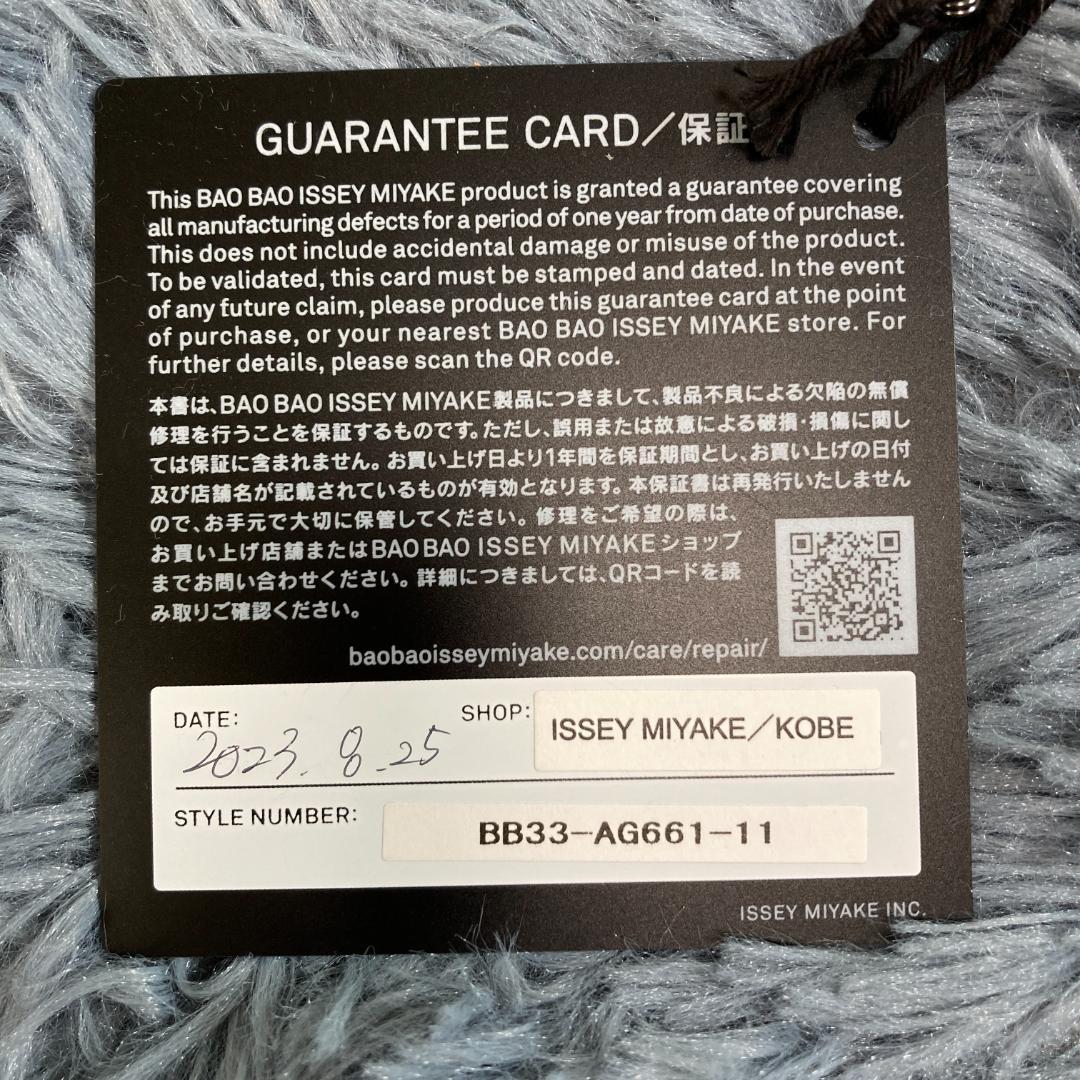 GUARANTEE CARD／保証
This BAO BAO ISSEY MIYAKE product is granted a guarantee covering
all manufacturing defects for a period of one year from date of purchase.
This does not include accidental damage or misuse of the product.
To be validated, this card must be stamped and dated. In the event
of any future claim, please produce this guarantee card at the point
of purchase, or your nearest BAO BAO ISSEY MIYAKE store. For
further details, please scan the QR code.
本書は、BAO BAO ISSEY MIYAKE製品につきまして、製品不良による欠陥の無償
修理を行うことを保証するものです。ただし、誤用または故意による破損・損傷に関し
ては保証に含まれません。お買い上げ日より1年間を保証期間とし、お買い上げの日付
及び店舗名が記載されているものが有効となります。本保証書は再発行いたしません
ので、お手元で大切に保管してください。修理をご希望の際は、
お買い上げ店舗またはBAO BAO ISSEY MIYAKEショップ
までお問い合わせください。詳細につきましては、QRコードを読
み取りご確認ください。
baobaoisseymiyake.com/care/repair/
DATE: 2023. 8. 25 SHOP: ISSEY MIYAKE／KOBE
STYLE NUMBER: BB33-AG661-11
ISSEY MIYAKE INC.